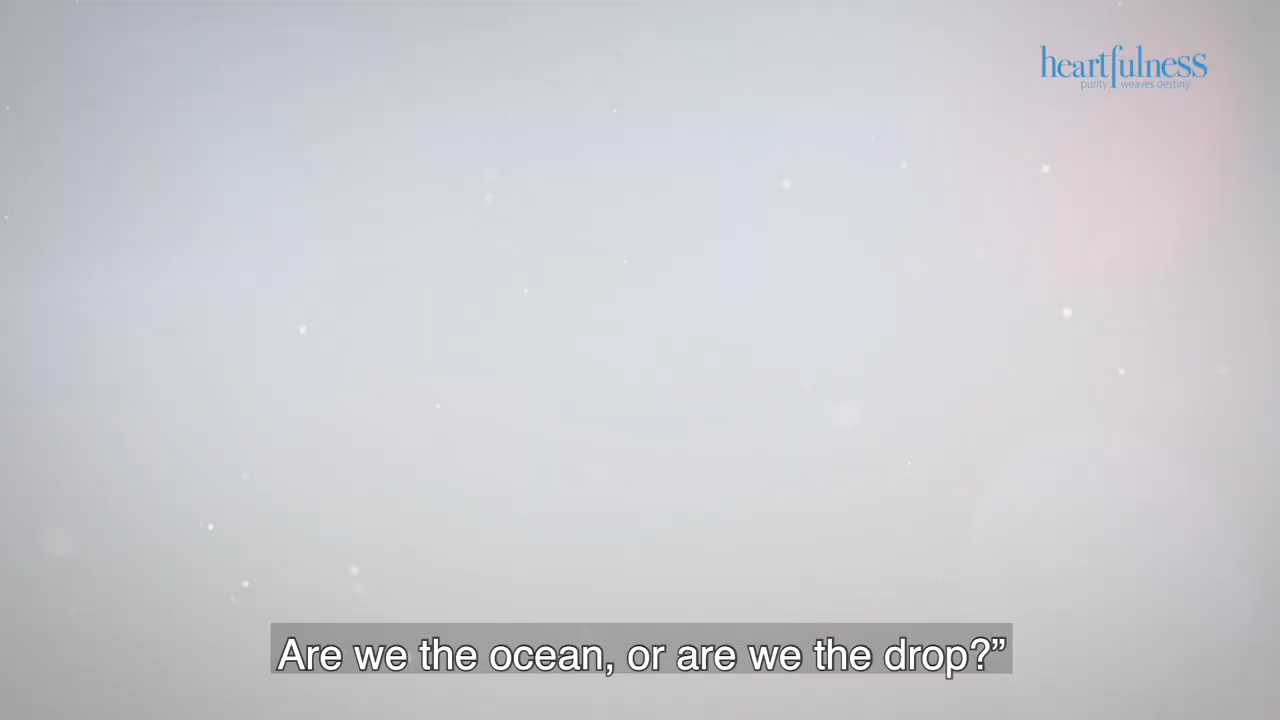 heartfulness
purity weaves destiny
Are we the ocean, or are we the drop?”